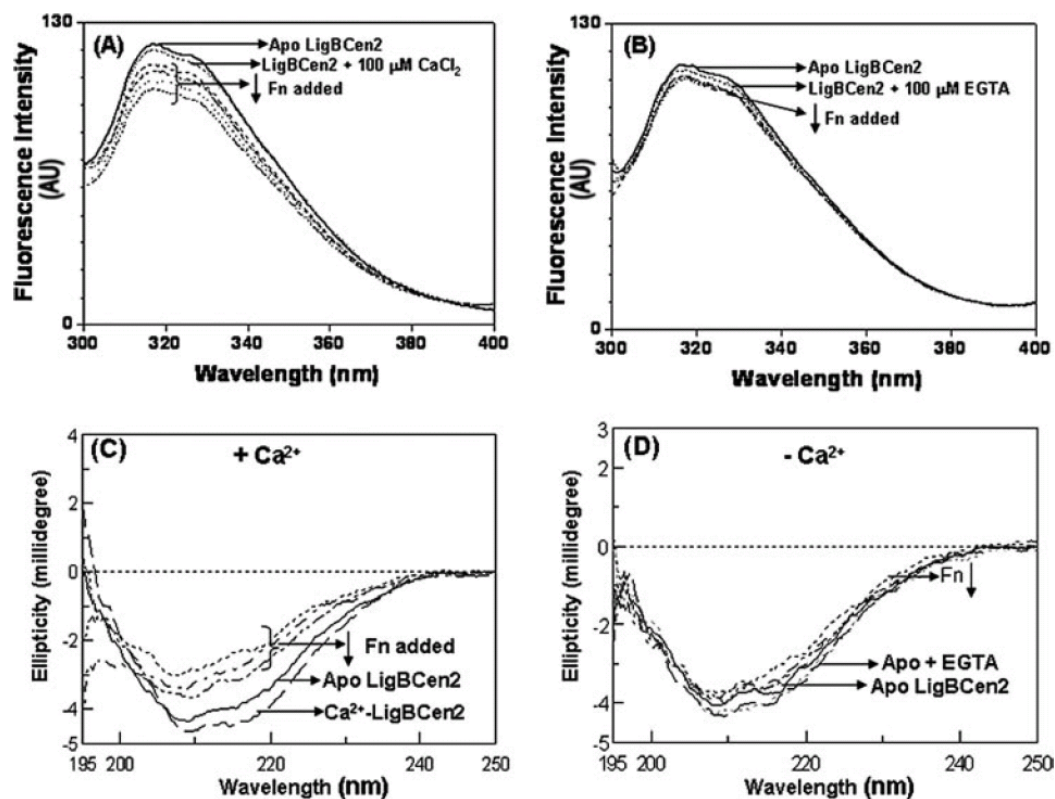 130
(A)
Apo LigBCen2
LigBCen2 + 100 µM CaCl₂
Fn added
Fluorescence Intensity
(AU)
0
300 320 340 360 380 400
Wavelength (nm)
130
(B)
Apo LigBCen2
LigBCen2 + 100 µM EGTA
Fn added
Fluorescence Intensity
(AU)
0
300 320 340 360 380 400
Wavelength (nm)
(C)
+ Ca²⁺
4
2
0
-2
-4
-5
Ellipticity (millidegree)
Fn added
Apo LigBCen2
Ca²⁺-LigBCen2
195 200 220 240 250
Wavelength (nm)
(D)
- Ca²⁺
3
2
0
-2
-4
-5
Ellipticity (millidegree)
Fn
Apo + EGTA
Apo LigBCen2
195 200 220 240 250
Wavelength (nm)